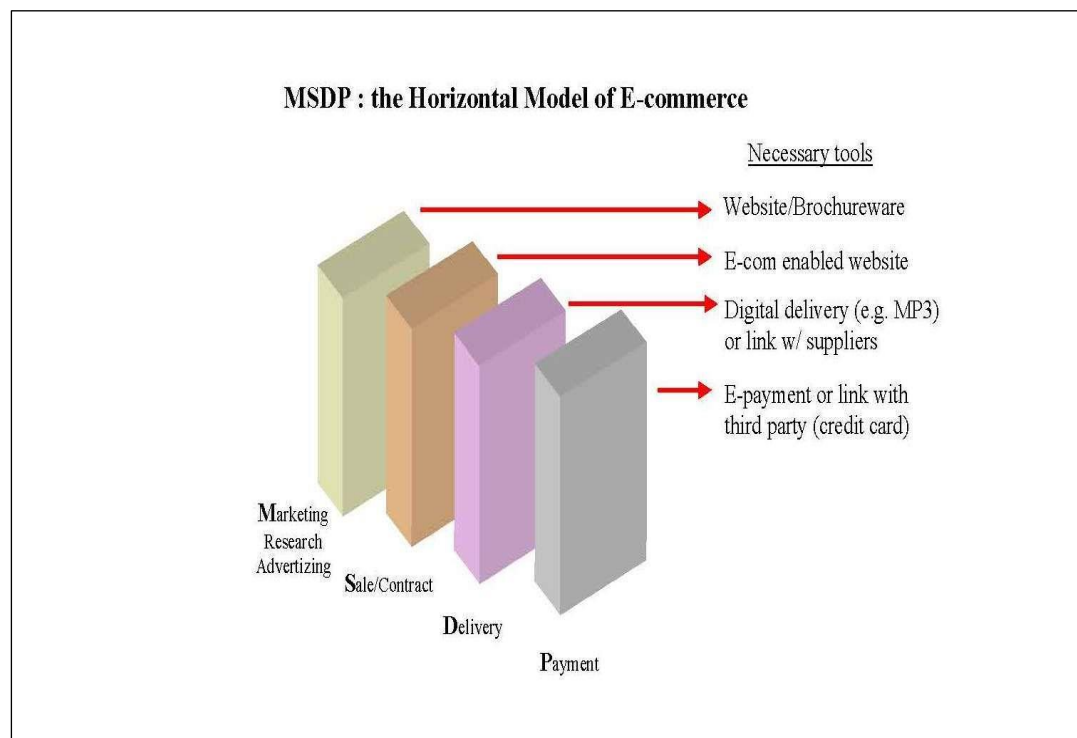 MSDP : the Horizontal Model of E-commerce
Necessary tools
Website/Brochureware
E-com enabled website
Digital delivery (e.g. MP3)
or link w/ suppliers
E-payment or link with
third party (credit card)
Marketing
Research
Advertizing
Sale/Contract
Delivery
Payment